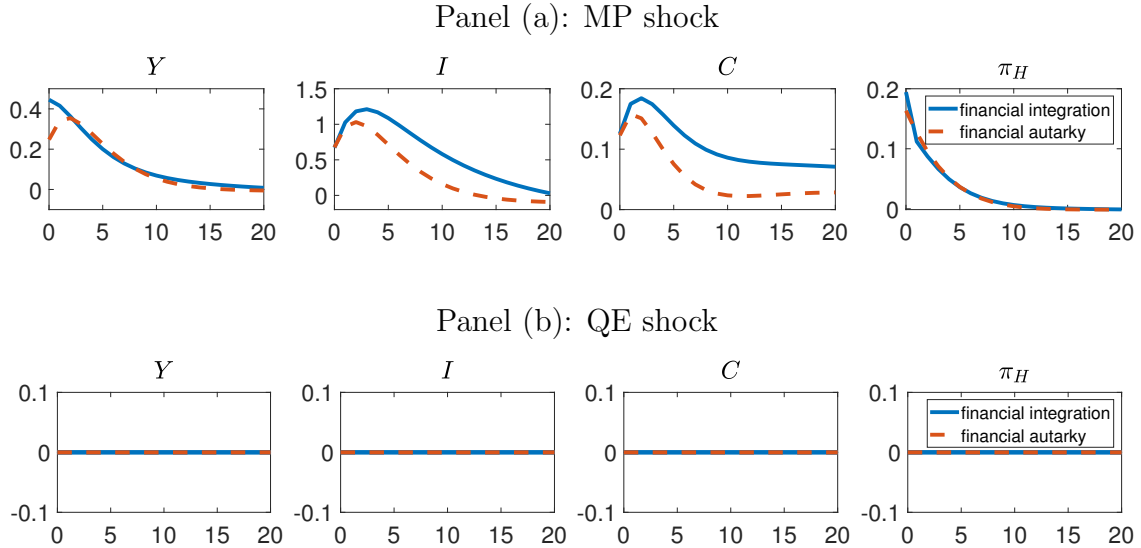 Panel (a): MP shock
Y I C π_H
0.4 1.5 0.2 0.2
financial integration
1 0.15
financial autarky
0.2 0.5 0.1 0.1
0 0 0.05
0 0
0 5 10 15 20 0 5 10 15 20 0 5 10 15 20 0 5 10 15 20
Panel (b): QE shock
Y I C π_H
0.1 0.1 0.1 0.1
financial integration
financial autarky
0 0 0 0
-0.1 -0.1 -0.1 -0.1
0 5 10 15 20 0 5 10 15 20 0 5 10 15 20 0 5 10 15 20